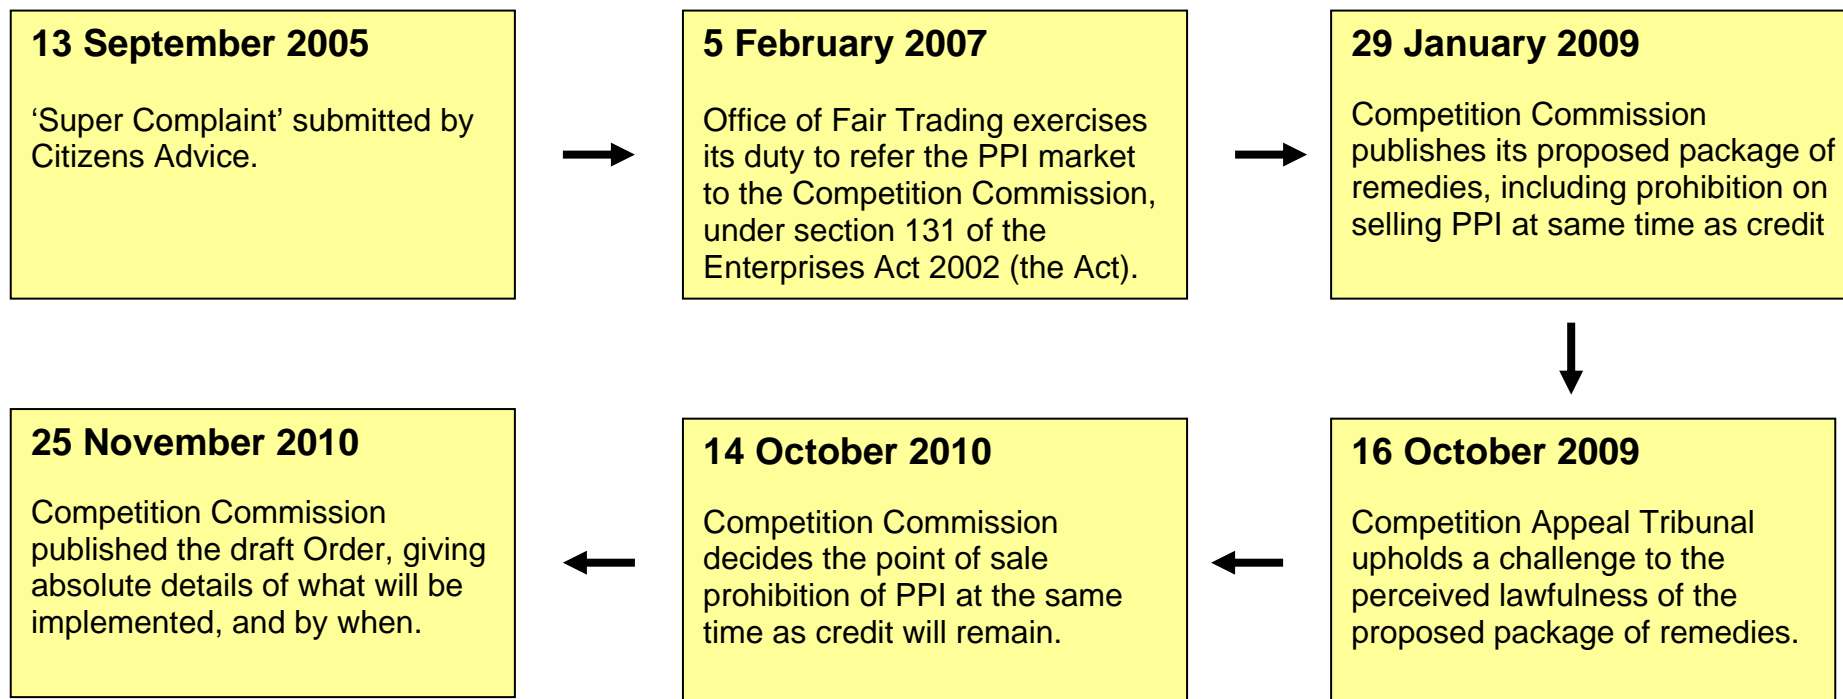 13 September 2005
‘Super Complaint’ submitted by
Citizens Advice.
5 February 2007
Office of Fair Trading exercises
its duty to refer the PPI market
to the Competition Commission,
under section 131 of the
Enterprises Act 2002 (the Act).
29 January 2009
Competition Commission
publishes its proposed package of
remedies, including prohibition on
selling PPI at same time as credit
16 October 2009
Competition Appeal Tribunal
upholds a challenge to the
perceived lawfulness of the
proposed package of remedies.
14 October 2010
Competition Commission
decides the point of sale
prohibition of PPI at the same
time as credit will remain.
25 November 2010
Competition Commission
published the draft Order, giving
absolute details of what will be
implemented, and by when.